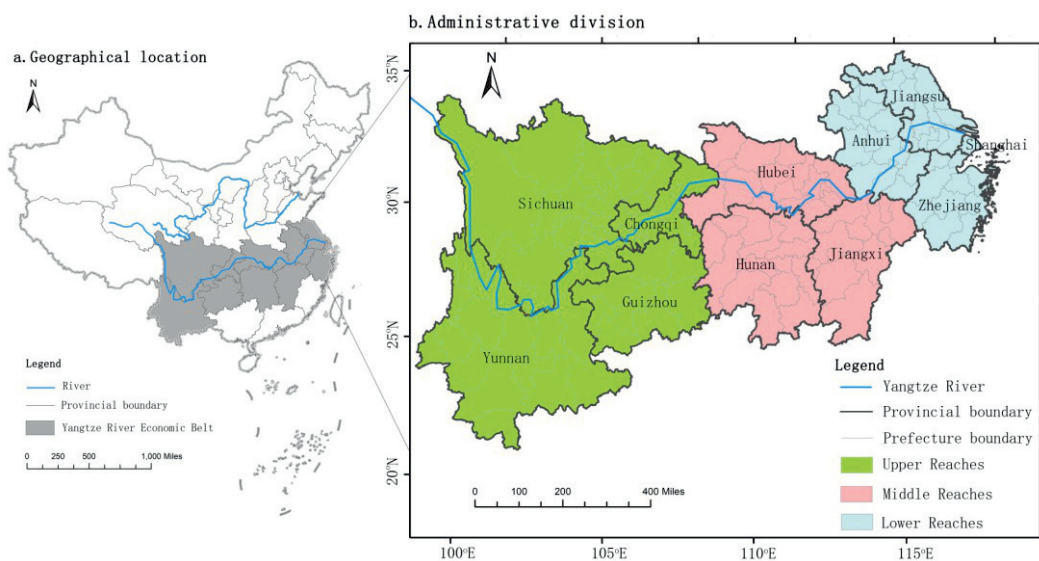 a.Geographical location
N
Legend
River
Provincial boundary
Yangtze River Economic Belt
0 250 500 1,000 Miles
b. Administrative division
N
35°N
30°N
25°N
20°N
100°E 105°E 110°E 115°E
Jiangsu
Anhui
Shanghai
Hubei
Zhejiang
Sichuan
Chongqi
Hunan
Jiangxi
Guizhou
Yunnan
0 100 200 400 Miles
Legend
Yangtze River
Provincial boundary
Prefecture boundary
Upper Reaches
Middle Reaches
Lower Reaches